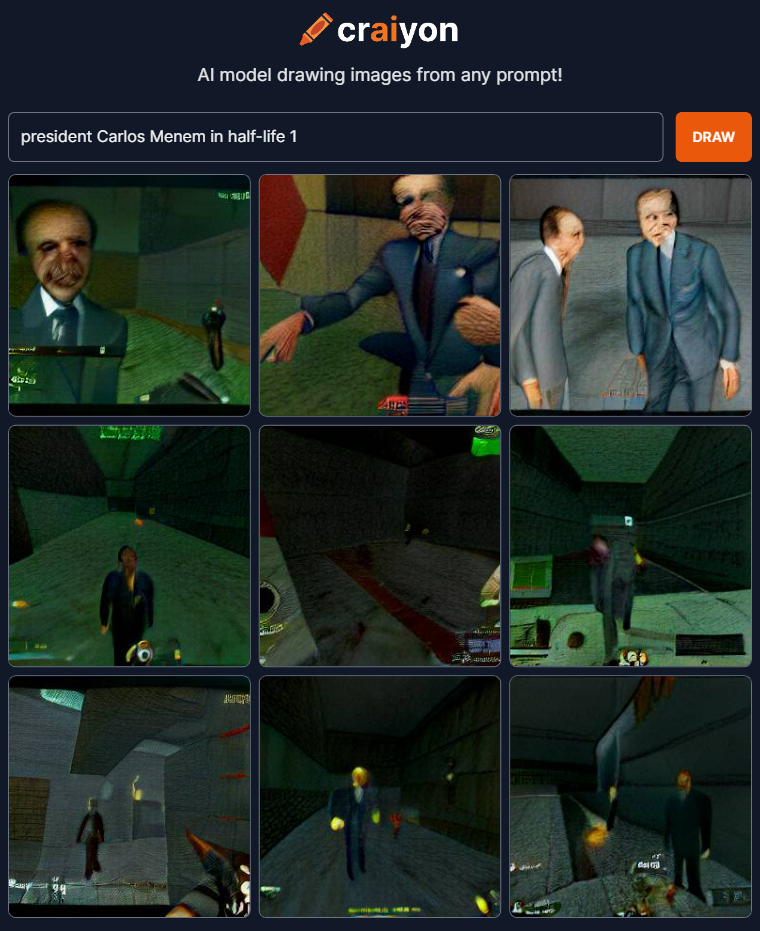 craiyon
AI model drawing images from any prompt!
president Carlos Menem in half-life 1
DRAW